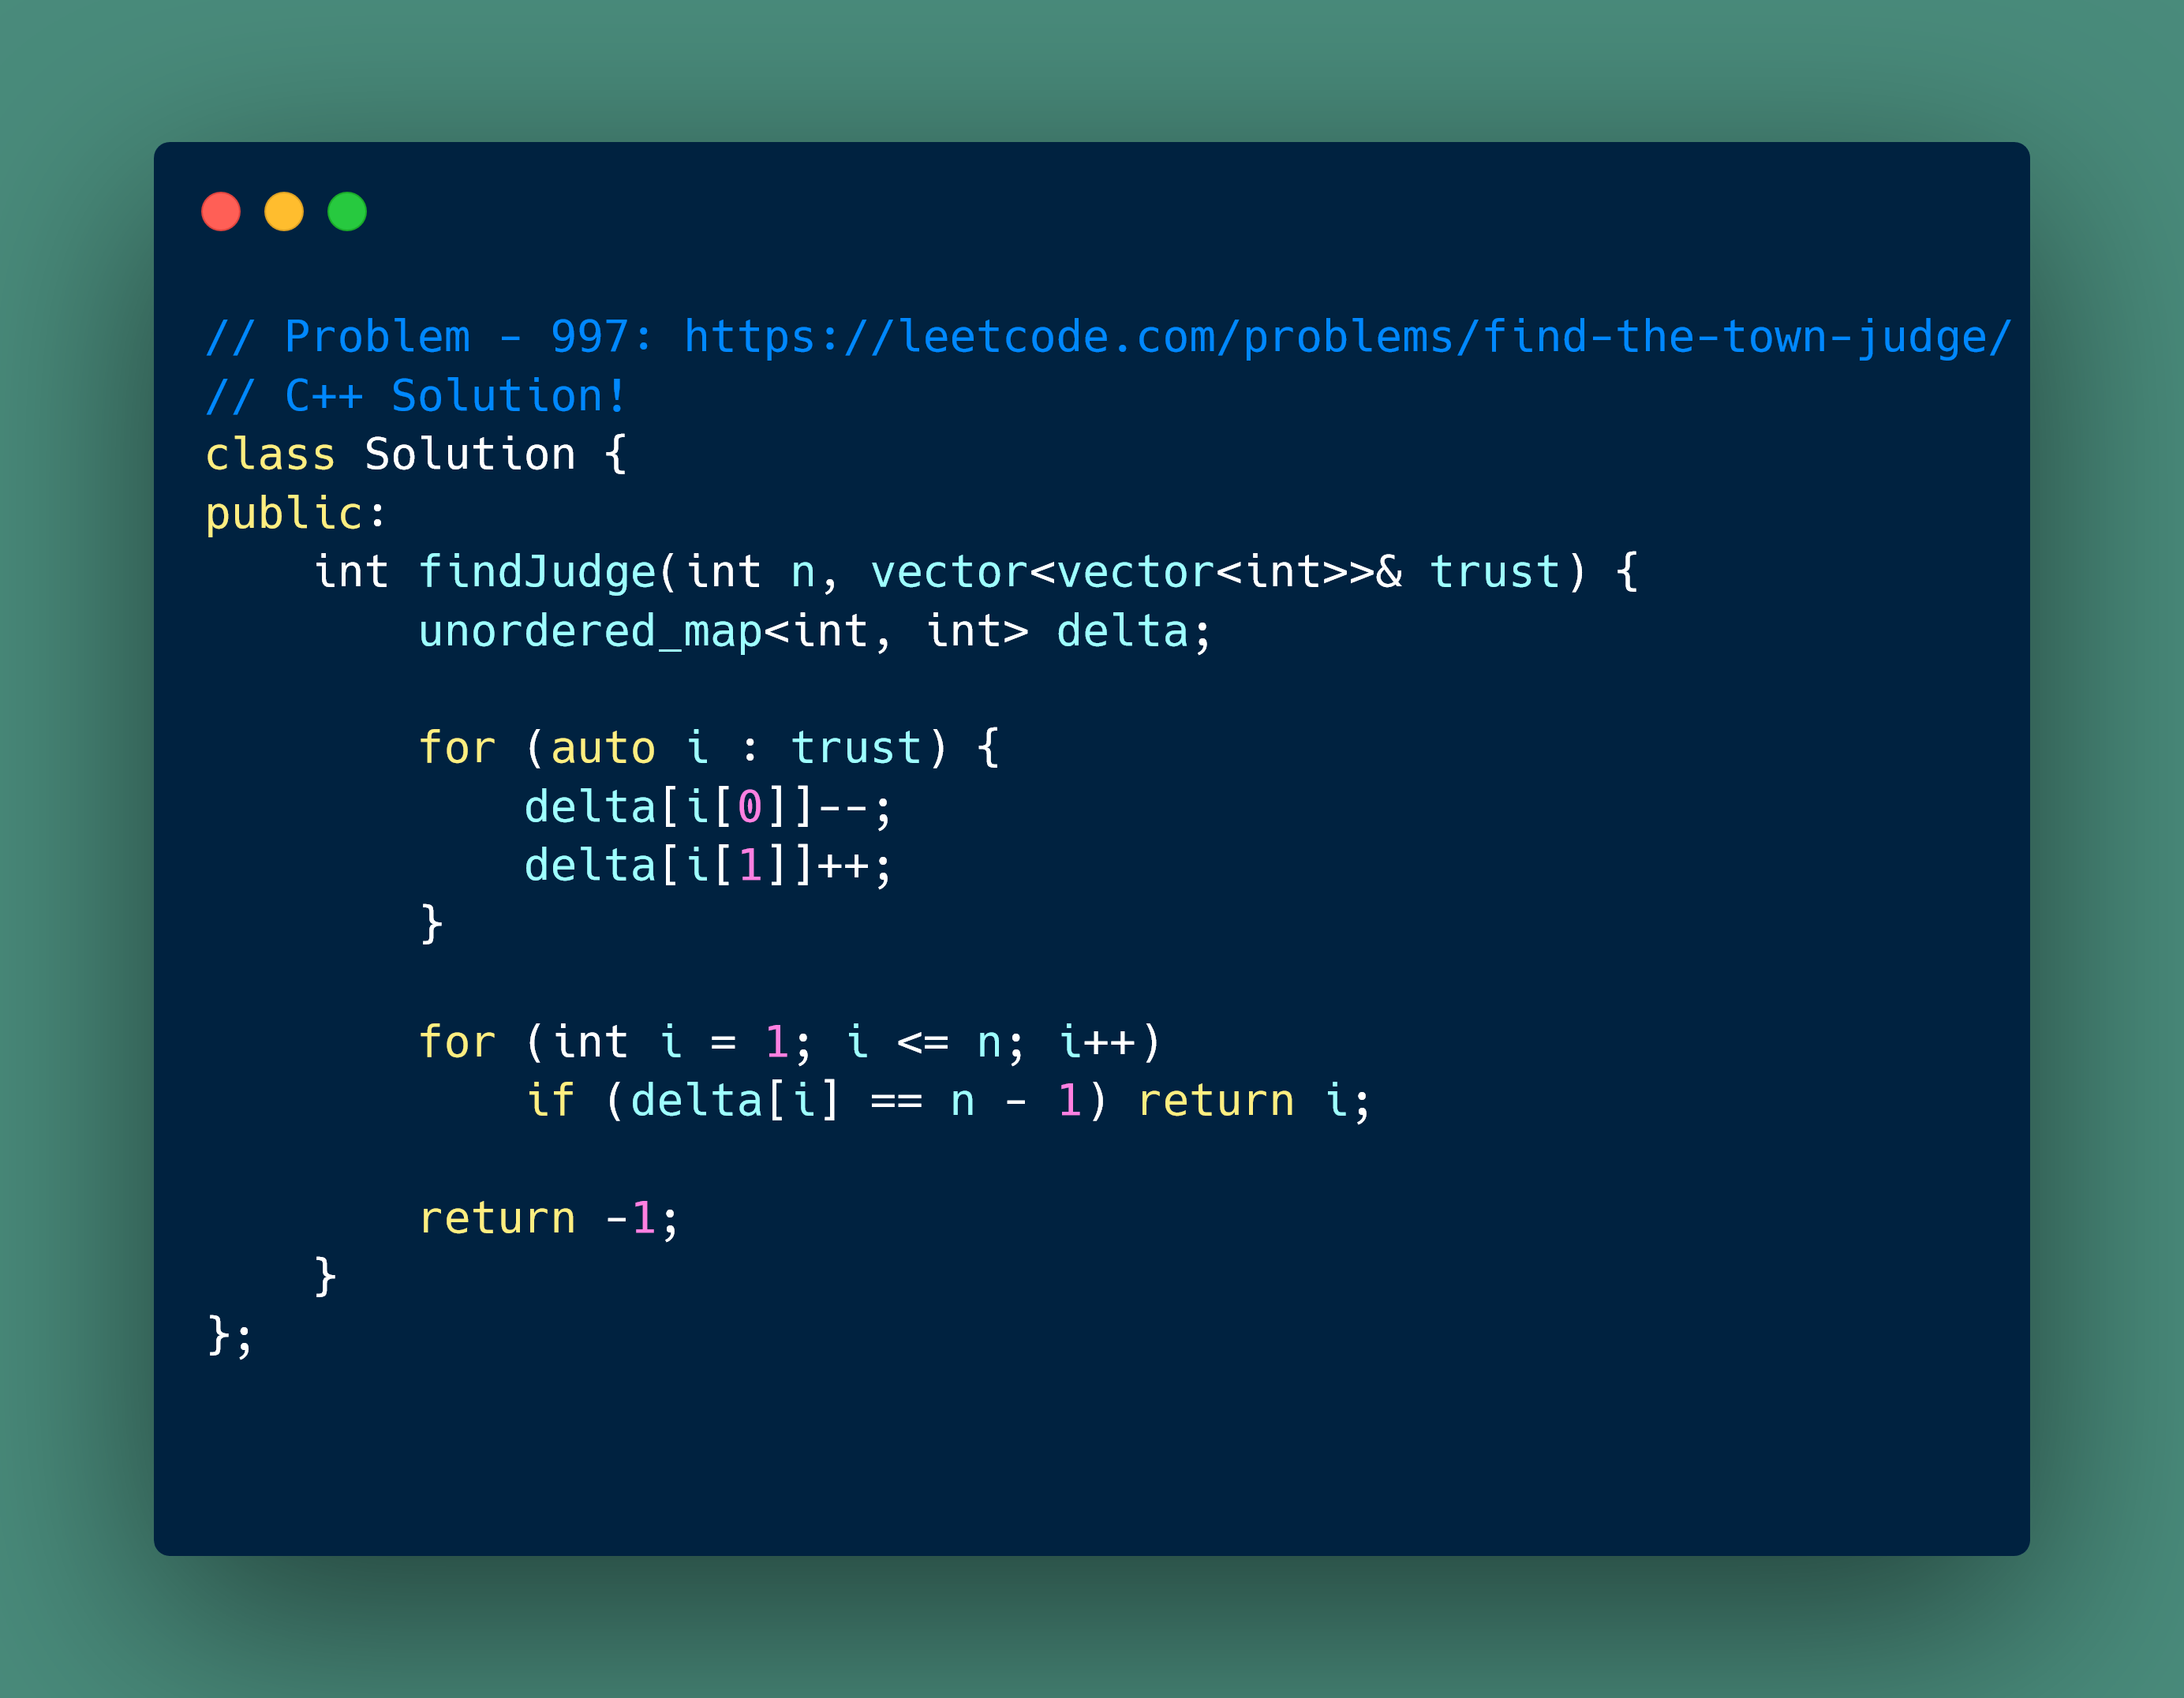 // Problem - 997: https://leetcode.com/problems/find-the-town-judge/
// C++ Solution!
class Solution {
public:
    int findJudge(int n, vector<vector<int>>& trust) {
        unordered_map<int, int> delta;
        for (auto i : trust) {
            delta[i[0]]--;
            delta[i[1]]++;
        }
        for (int i = 1; i <= n; i++)
            if (delta[i] == n - 1) return i;
        return -1;
    }
};